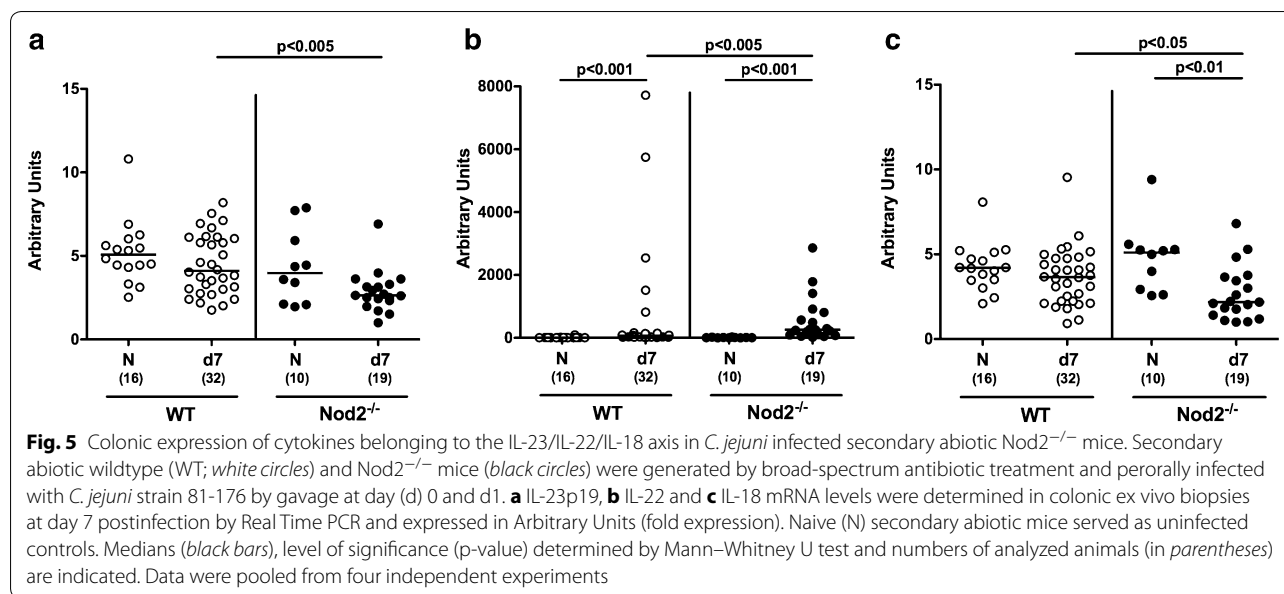 a
p<0.005
15
10
5
0
Arbitrary Units
N
d7
N
d7
(16)
(32)
(10)
(19)
WT
Nod2-/-
b
p<0.005
p<0.001
p<0.001
8000
6000
4000
2000
0
Arbitrary Units
N
d7
N
d7
(16)
(32)
(10)
(19)
WT
Nod2-/-
c
p<0.05
p<0.01
15
10
5
0
Arbitrary Units
N
d7
N
d7
(16)
(32)
(10)
(19)
WT
Nod2-/-
Fig. 5 Colonic expression of cytokines belonging to the IL-23/IL-22/IL-18 axis in C. jejuni infected secondary abiotic Nod2−/− mice. Secondary
abiotic wildtype (WT; white circles) and Nod2−/− mice (black circles) were generated by broad-spectrum antibiotic treatment and perorally infected
with C. jejuni strain 81-176 by gavage at day (d) 0 and d1. a IL-23p19, b IL-22 and c IL-18 mRNA levels were determined in colonic ex vivo biopsies
at day 7 postinfection by Real Time PCR and expressed in Arbitrary Units (fold expression). Naive (N) secondary abiotic mice served as uninfected
controls. Medians (black bars), level of significance (p-value) determined by Mann–Whitney U test and numbers of analyzed animals (in parentheses)
are indicated. Data were pooled from four independent experiments